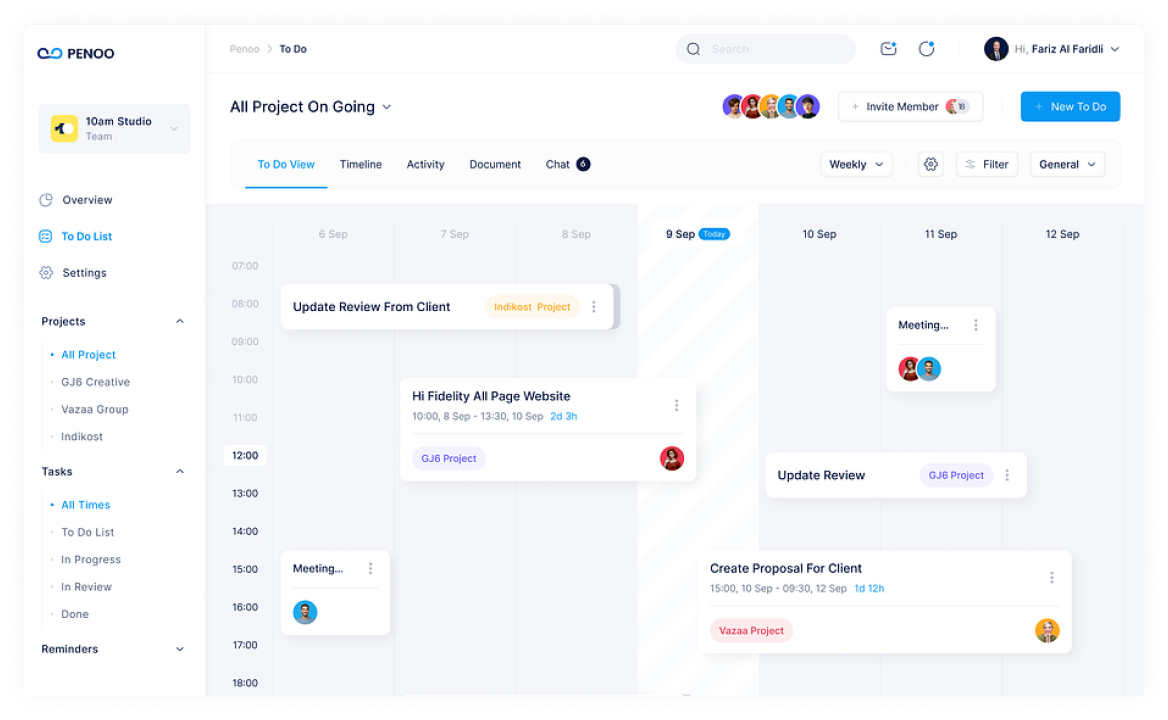 PENOO
Penoo > To Do
Search
Hi, Fariz Al Faridli
10am Studio
Team
All Project On Going
+ Invite Member
+ New To Do
To Do View
Timeline
Activity
Document
Chat 6
Weekly
Filter
General
Overview
To Do List
Settings
Projects
All Project
GJ6 Creative
Vazaa Group
Indikost
Tasks
All Times
To Do List
In Progress
In Review
Done
Reminders
6 Sep
7 Sep
8 Sep
9 Sep Today
10 Sep
11 Sep
12 Sep
07:00
08:00
09:00
10:00
11:00
12:00
13:00
14:00
15:00
16:00
17:00
18:00
Update Review From Client
Indikost Project
Meeting...
Hi Fidelity All Page Website
10:00, 8 Sep - 13:30, 10 Sep 2d 3h
GJ6 Project
Update Review
GJ6 Project
Meeting...
Create Proposal For Client
15:00, 10 Sep - 09:30, 12 Sep 1d 12h
Vazaa Project